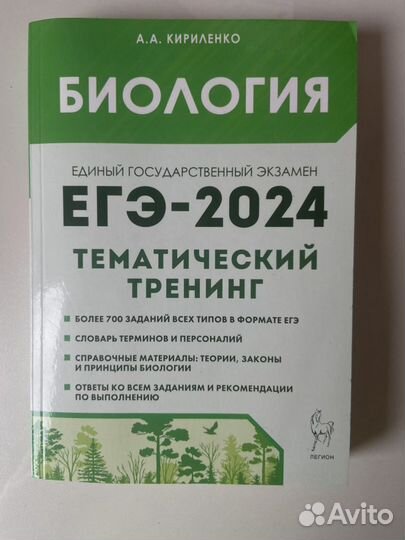 А.А. КИРИЛЕНКО
БИОЛОГИЯ
ЕДИНЫЙ ГОСУДАРСТВЕННЫЙ ЭКЗАМЕН
ЕГЭ-2024
ТЕМАТИЧЕСКИЙ
ТРЕНИНГ
БОЛЕЕ 700 ЗАДАНИЙ ВСЕХ ТИПОВ В ФОРМАТЕ ЕГЭ
СЛОВАРЬ ТЕРМИНОВ И ПЕРСОНАЛИЙ
СПРАВОЧНЫЕ МАТЕРИАЛЫ: ТЕОРИИ, ЗАКОНЫ
И ПРИНЦИПЫ БИОЛОГИИ
ОТВЕТЫ КО ВСЕМ ЗАДАНИЯМ И РЕКОМЕНДАЦИИ
ПО ВЫПОЛНЕНИЮ
ЛЕГИОН
Avito